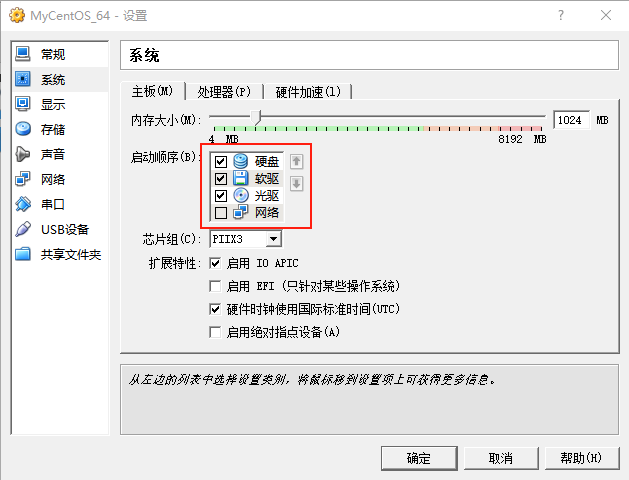 MyCentOS_64 - 设置
常规
系统
显示
存储
声音
网络
串口
USB设备
共享文件夹
系统
主板(M) 处理器(P) 硬件加速(l)
内存大小(M): 1024 MB
4 MB 8192 MB
启动顺序(B): 硬盘
软驱
光驱
网络
芯片组(C): PIIX3
扩展特性: 启用 IO APIC
启用 EFI (只针对某些操作系统)
硬件时钟使用国际标准时间(UTC)
启用绝对指点设备(A)
从左边的列表中选择设置类别，将鼠标移到设置项上可获得更多信息。
确定 取消 帮助(H)